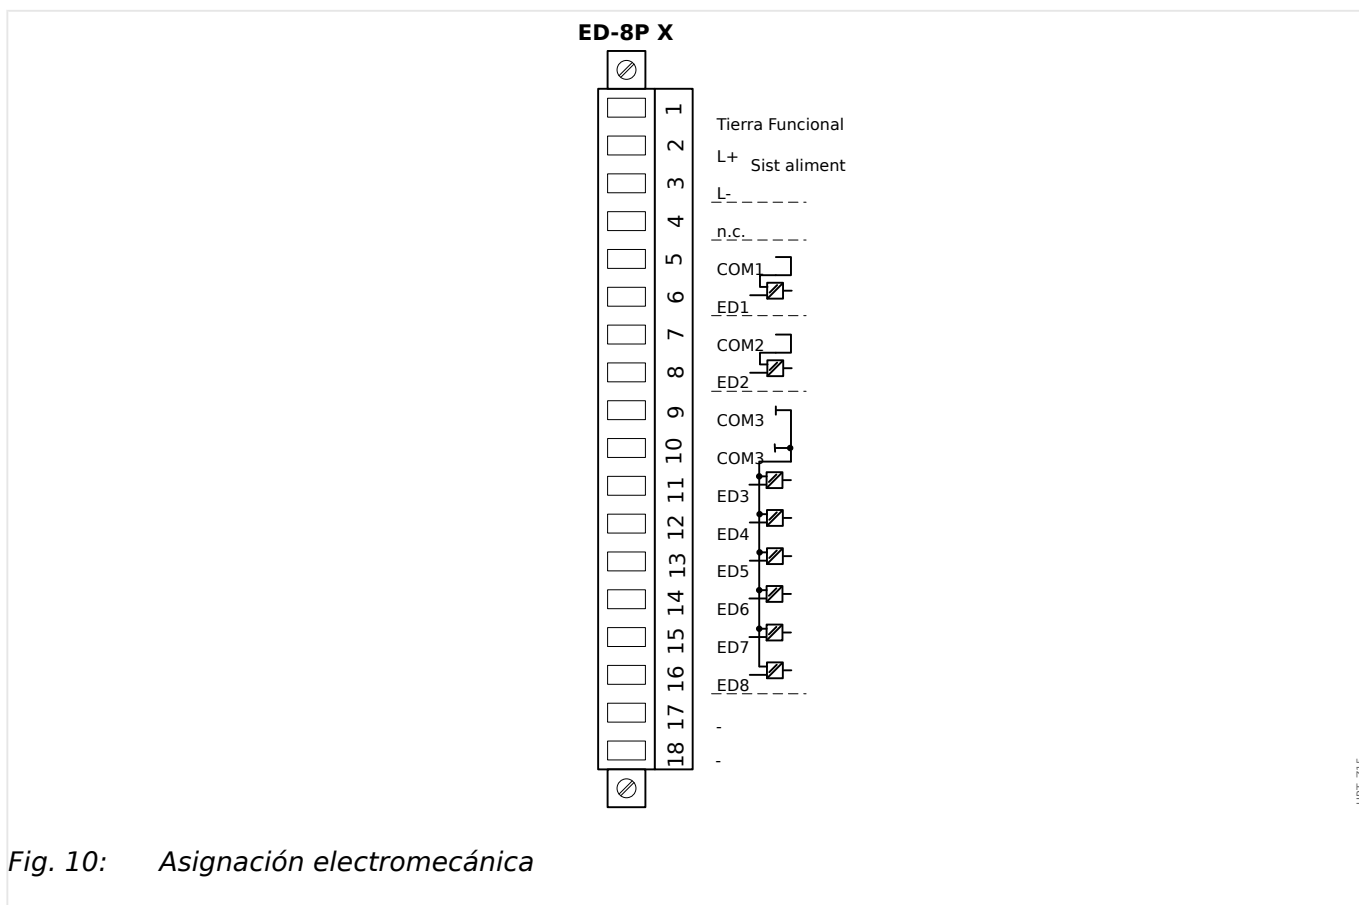 ED-8P X
1
Tierra Funcional
2
L+
Sist aliment
3
L-
4
n.c.
5
COM1
6
ED1
7
COM2
8
ED2
9
COM3
10
COM3
11
ED3
12
ED4
13
ED5
14
ED6
15
ED7
16
ED8
17
-
18
-
Fig. 10: Asignación electromecánica